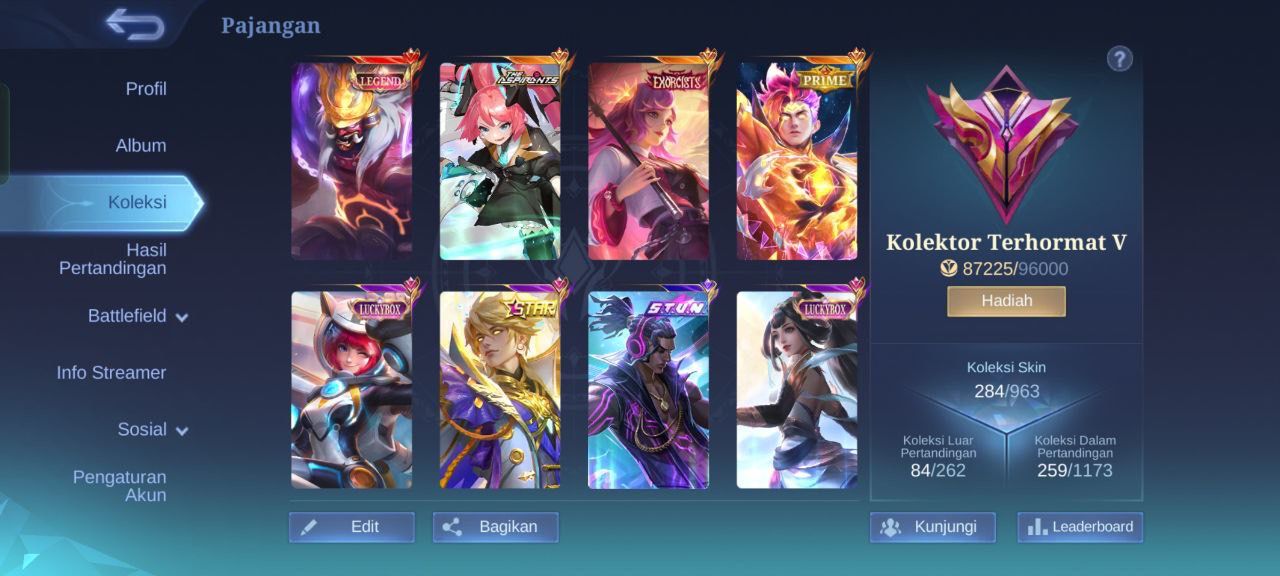 Pajangan
Profil
Album
Koleksi
Hasil
Pertandingan
Battlefield
Info Streamer
Sosial
Pengaturan
Akun
LEGEND
THE ASPIRANTS
EXORCISTS
PRIME
LUCKYBOX
STAR
S.T.U.N.
LUCKYBOX
Edit
Bagikan
?
Kolektor Terhormat V
87225/96000
Hadiah
Koleksi Skin
284/963
Koleksi Luar
Pertandingan
84/262
Koleksi Dalam
Pertandingan
259/1173
Kunjungi
Leaderboard